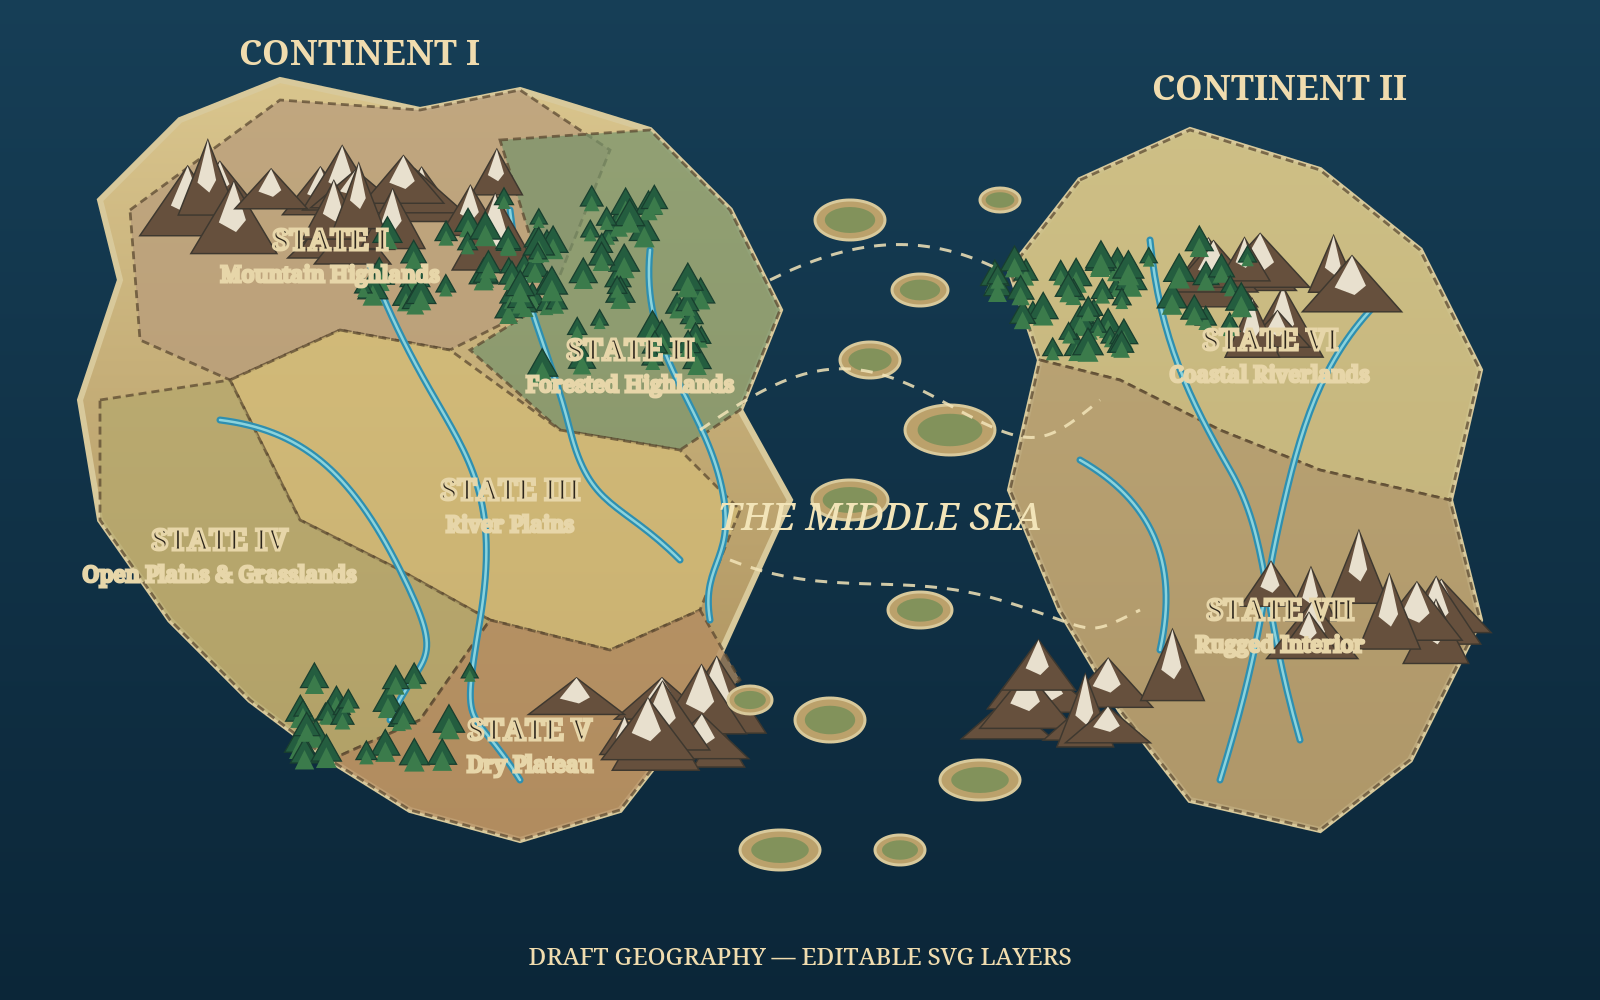 CONTINENT I
CONTINENT II
STATE I
Mountain Highlands
STATE II
Forested Highlands
STATE VI
Coastal Riverlands
STATE III
River Plains
THE MIDDLE SEA
STATE IV
Open Plains & Grasslands
STATE VII
Rugged Interior
STATE V
Dry Plateau
DRAFT GEOGRAPHY — EDITABLE SVG LAYERS